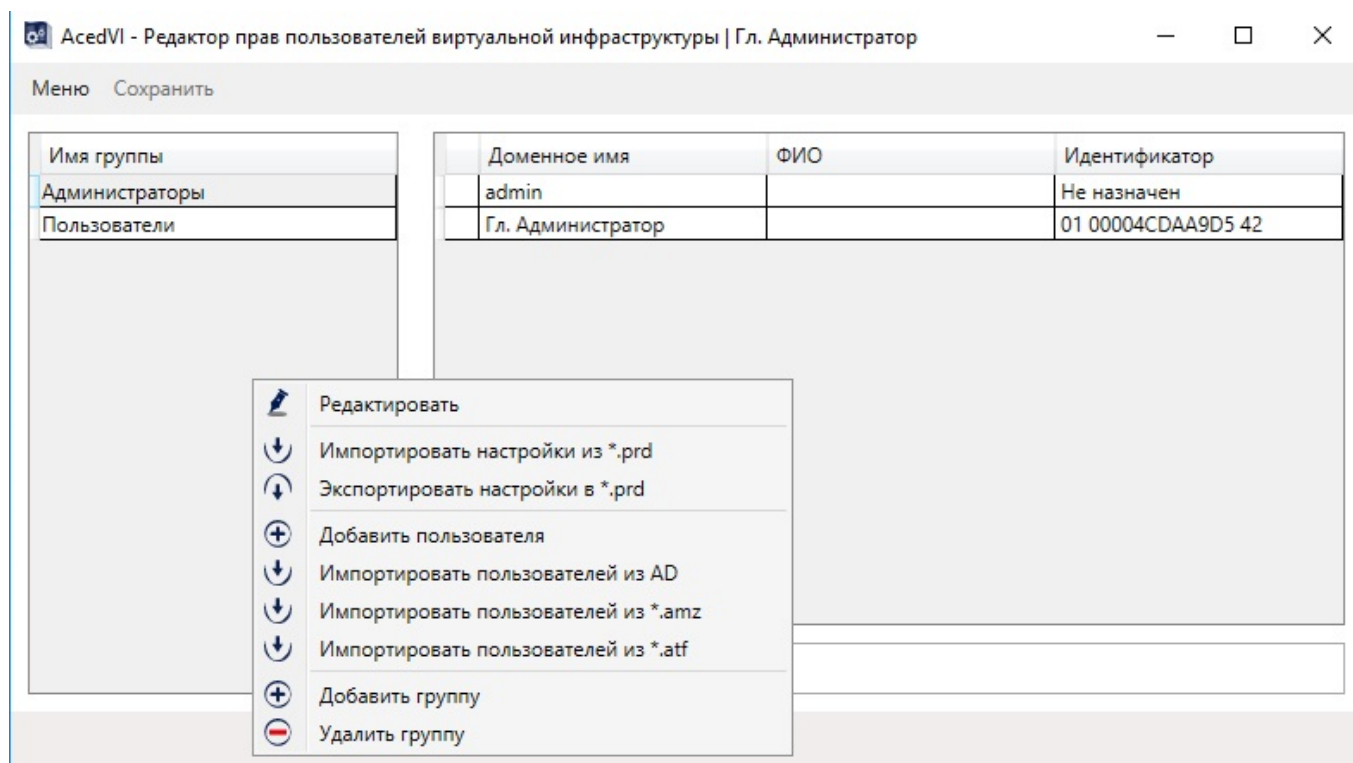 AcedVI - Редактор прав пользователей виртуальной инфраструктуры | Гл. Администратор
Меню Сохранить
Имя группы
Администраторы
Пользователи
Доменное имя ФИО Идентификатор
admin Не назначен
Гл. Администратор 01 00004CDAA9D5 42
Редактировать
Импортировать настройки из *.prd
Экспортировать настройки в *.prd
Добавить пользователя
Импортировать пользователей из AD
Импортировать пользователей из *.amz
Импортировать пользователей из *.atf
Добавить группу
Удалить группу